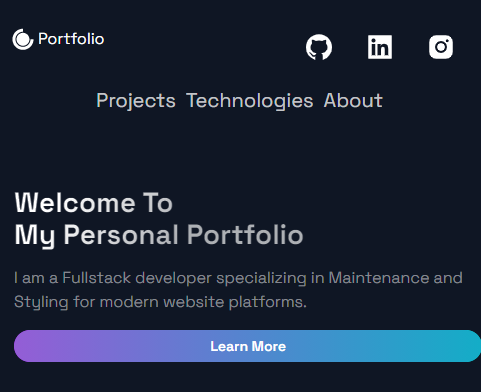 Portfolio
Projects Technologies About
Welcome To
My Personal Portfolio
I am a Fullstack developer specializing in Maintenance and
Styling for modern website platforms.
Learn More